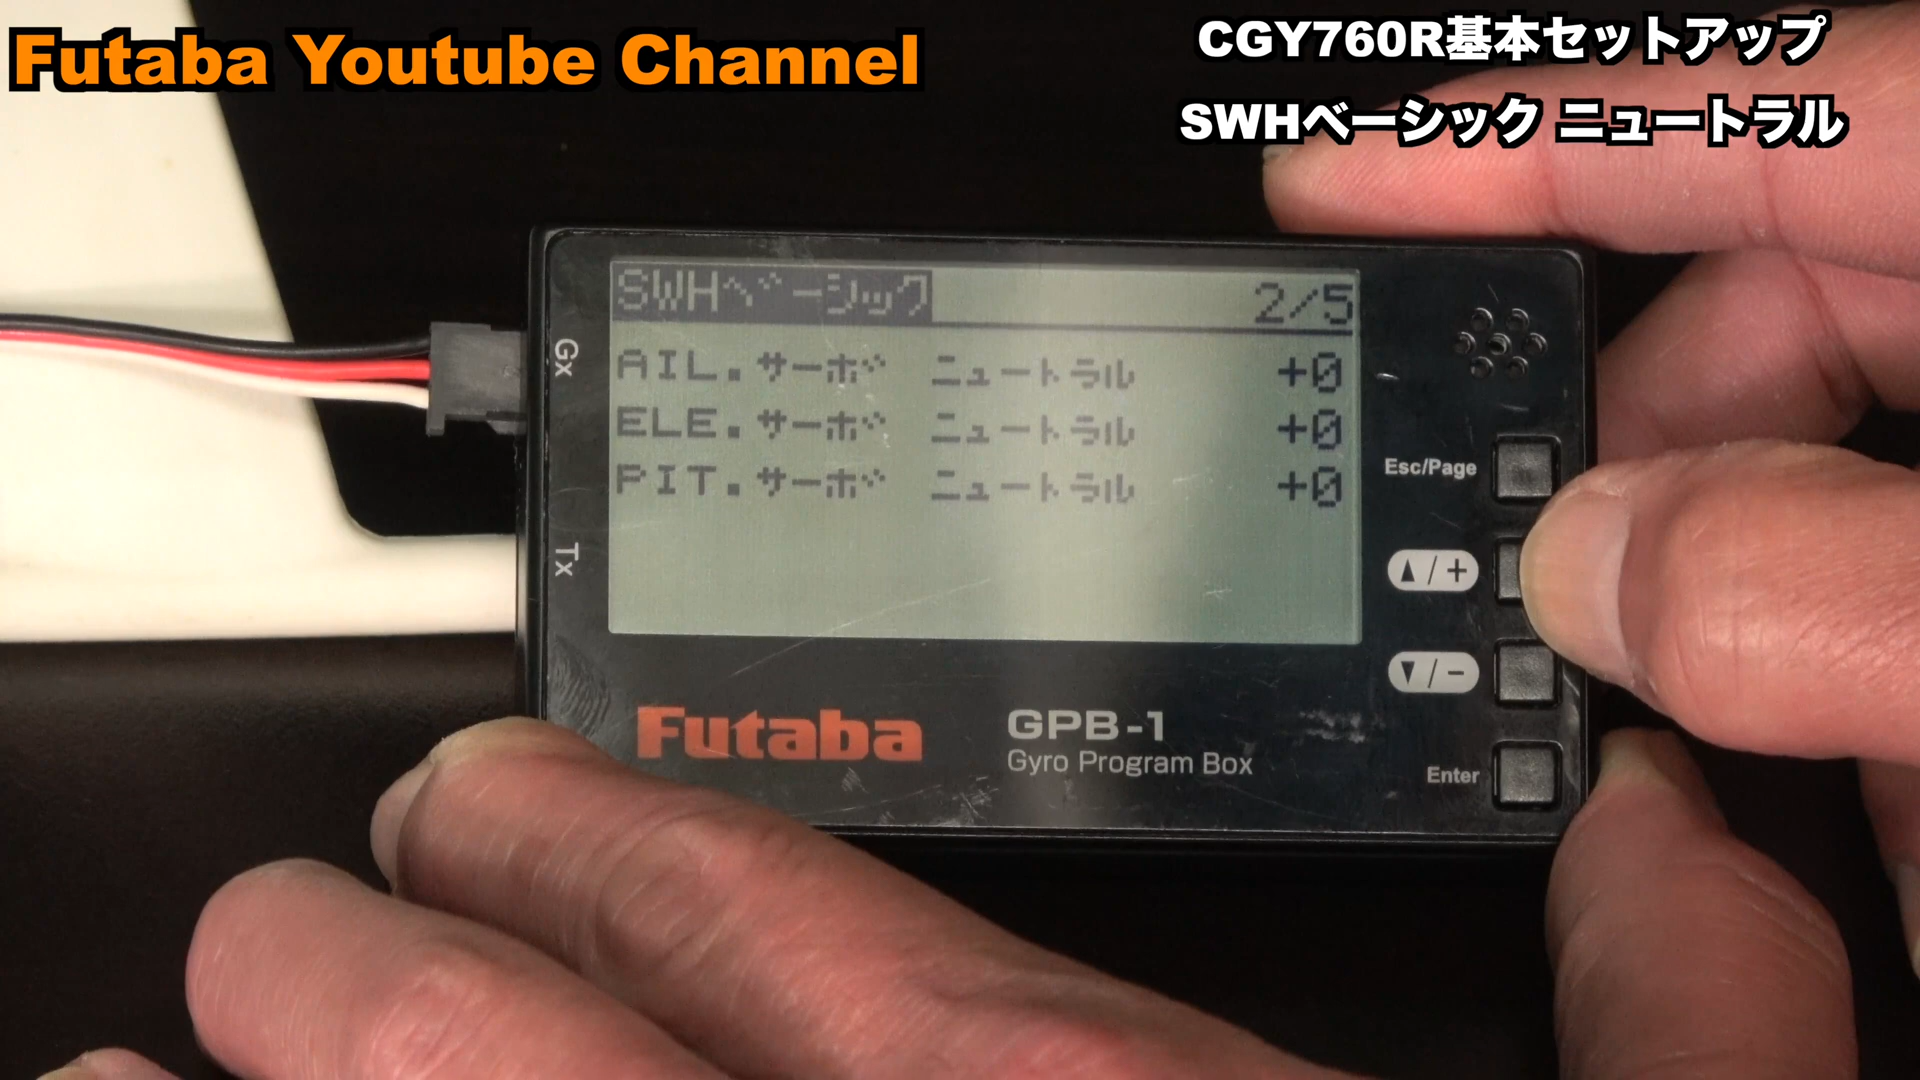 Futaba Youtube Channel
CGY760R基本セットアップ
SWHベーシック ニュートラル
SWHベーシック 2/5
AIL.サーボ ニュートラル +0
ELE.サーボ ニュートラル +0
PIT.サーボ ニュートラル +0
Gx
Tx
Esc/Page
▲/+
▼/-
Enter
Futaba
GPB-1
Gyro Program Box